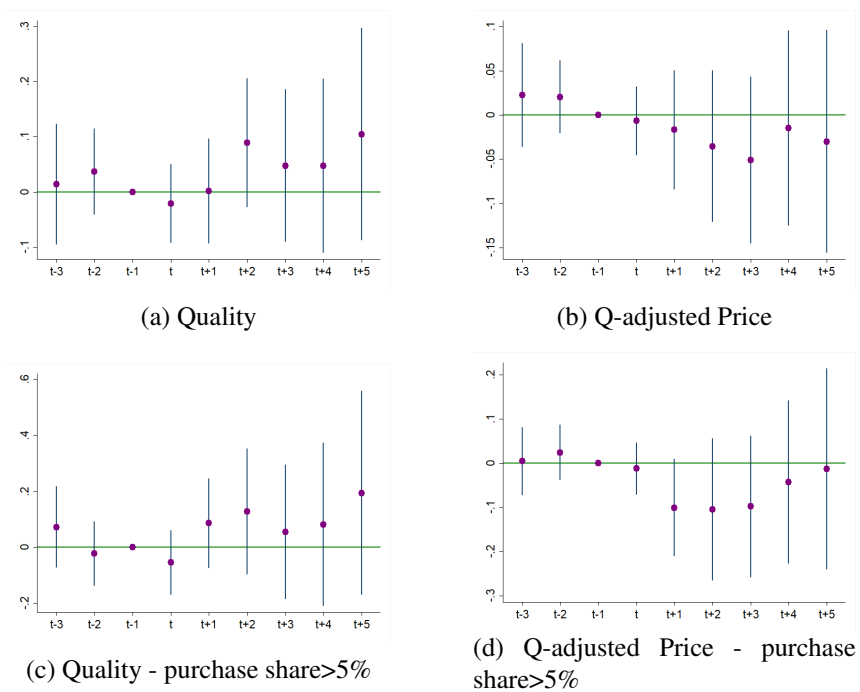 .3
.2
.1
0
-.1
t-3 t-2 t-1 t t+1 t+2 t+3 t+4 t+5
(a) Quality
.1
.05
0
-.05
-.1
-.15
t-3 t-2 t-1 t t+1 t+2 t+3 t+4 t+5
(b) Q-adjusted Price
.6
.4
.2
0
-.2
t-3 t-2 t-1 t t+1 t+2 t+3 t+4 t+5
(c) Quality - purchase share>5%
.2
.1
0
-.1
-.2
-.3
t-3 t-2 t-1 t t+1 t+2 t+3 t+4 t+5
(d) Q-adjusted Price - purchase
share>5%